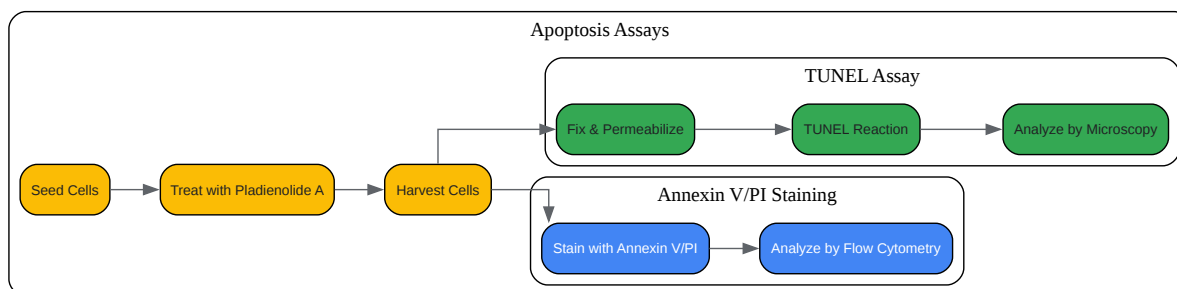 Apoptosis Assays
TUNEL Assay
Fix & Permeabilize
TUNEL Reaction
Analyze by Microscopy
Seed Cells
Treat with Pladienolide A
Harvest Cells
Annexin V/PI Staining
Stain with Annexin V/PI
Analyze by Flow Cytometry